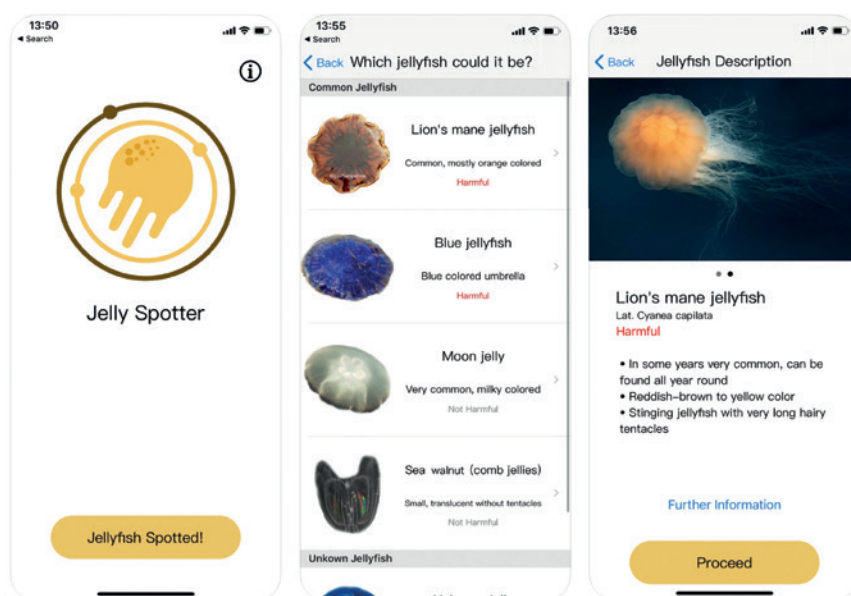 13:50
◀ Search
Jelly Spotter
Jellyfish Spotted!
13:55
◀ Search
Back Which jellyfish could it be?
Common Jellyfish
Lion's mane jellyfish
Common, mostly orange colored
Harmful
Blue jellyfish
Blue colored umbrella
Harmful
Moon jelly
Very common, milky colored
Not Harmful
Sea walnut (comb jellies)
Small, translucent without tentacles
Not Harmful
Unkown Jellyfish
13:56
Back Jellyfish Description
Lion's mane jellyfish
Lat. Cyanea capilata
Harmful
• In some years very common, can be
found all year round
• Reddish-brown to yellow color
• Stinging jellyfish with very long hairy
tentacles
Further Information
Proceed